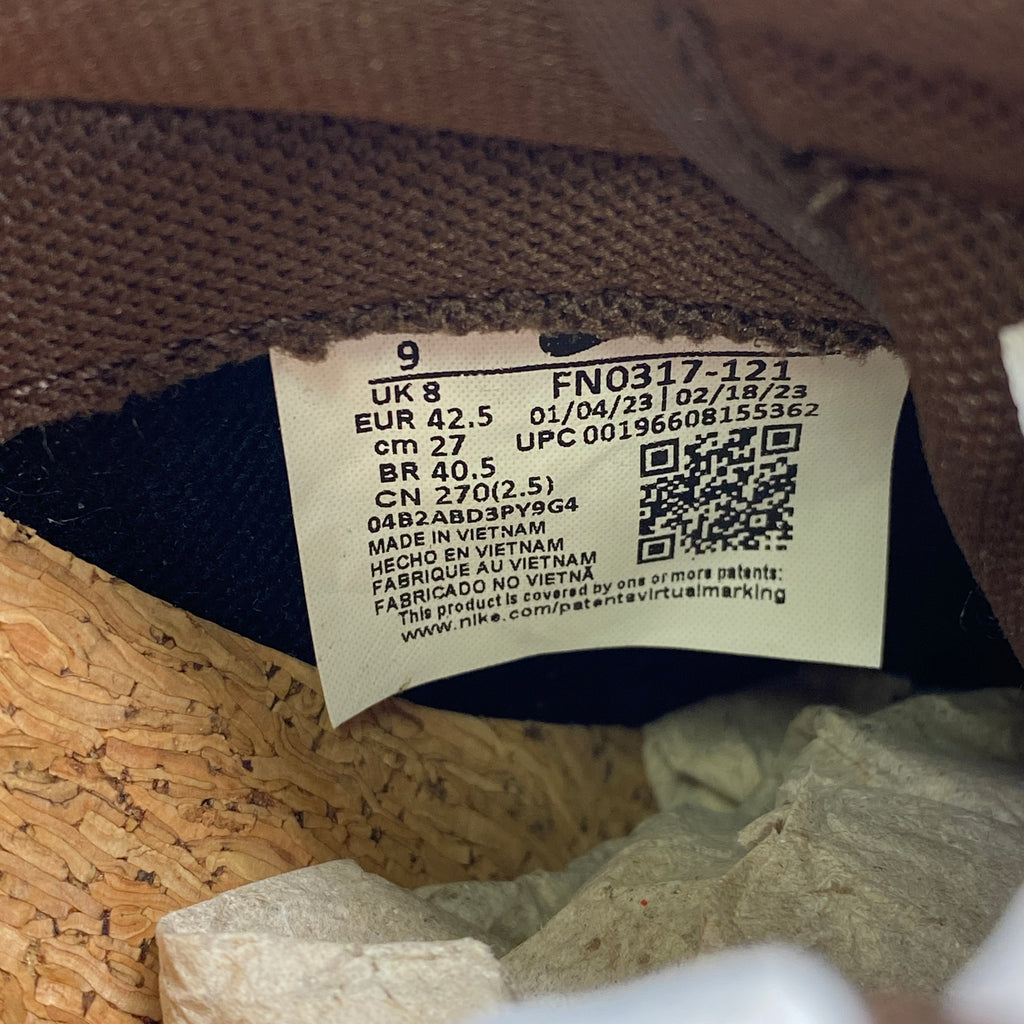 9
UK 8
EUR 42.5
cm 27
BR 40.5
CN 270(2.5)
04B2ABD3PY9G4
MADE IN VIETNAM
HECHO EN VIETNAM
FABRIQUE AU VIETNAM
FABRICADO NO VIETNÃ
FN0317-121
01/04/23 | 02/18/23
UPC 00196608155362
This product is covered by one or more patents:
www.nike.com/patentsvirtualmarking